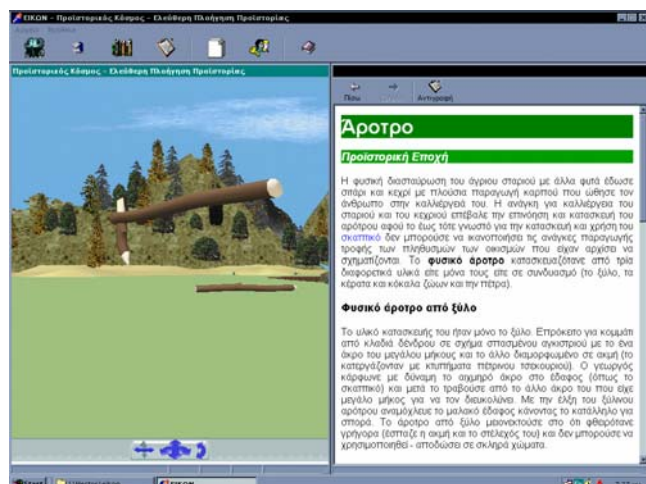 ΕΙΚΩΝ - Προϊστορικός Κόσμος - Ελεύθερη Πλοήγηση Προϊστορίας
Προϊστορικός Κόσμος - Ελεύθερη Πλοήγηση Προϊστορίας
Πίσω
Αντιγραφή
Άροτρο
Προϊστορική Εποχή
Η φυσική διασταύρωση του άγριου σταριού με άλλα φυτά έδωσε
σιτάρι και κεχρί με πλούσια παραγωγή καρπού που ώθησε τον
άνθρωπο στην καλλιέργειά του. Η ανάγκη για καλλιέργεια του
σταριού και του κεχριού επέβαλε την επινόηση και κατασκευή του
αρότρου αφού το έως τότε γνωστό για την κατασκευή και χρήση του
σκαπτικό δεν μπορούσε να ικανοποιήσει τις ανάγκες παραγωγής
τροφής των πληθυσμών των οικισμών που είχαν αρχίσει να
σχηματίζονται. Το φυσικό άροτρο κατασκευαζότανε από τρία
διαφορετικά υλικά είτε μόνα τους είτε σε συνδυασμό (το ξύλο, τα
κέρατα και κόκαλα ζώων και την πέτρα).
Φυσικό άροτρο από ξύλο
Το υλικό κατασκευής του ήταν μόνο το ξύλο. Επρόκειτο για κομμάτι
από κλαδιά δένδρου σε σχήμα σπασμένου αγκιστριού με το ένα
άκρο του μεγάλου μήκους και το άλλο διαμορφωμένο σε ακμή (το
κατεργάζονταν με κτυπήματα πέτρινου τσεκουριού). Ο γεωργός
κάρφωνε με δύναμη το αιχμηρό άκρο στο έδαφος (όπως το
σκαπτικό) και μετά το τραβούσε από το άλλο άκρο του που είχε
μεγάλο μήκος για να τον διευκολύνει. Με την έλξη του ξύλινου
αρότρου αναμόχλευε το μαλακό έδαφος κάνοντας το κατάλληλο για
σπορά. Το άροτρο από ξύλο μειονεκτούσε στο ότι φθειρότανε
γρήγορα (έσπαζε η ακμή και το στέλεχός του) και δεν μπορούσε να
χρησιμοποιηθεί - αποδώσει σε σκληρά χώματα.
Start
ΕΙΚΩΝ